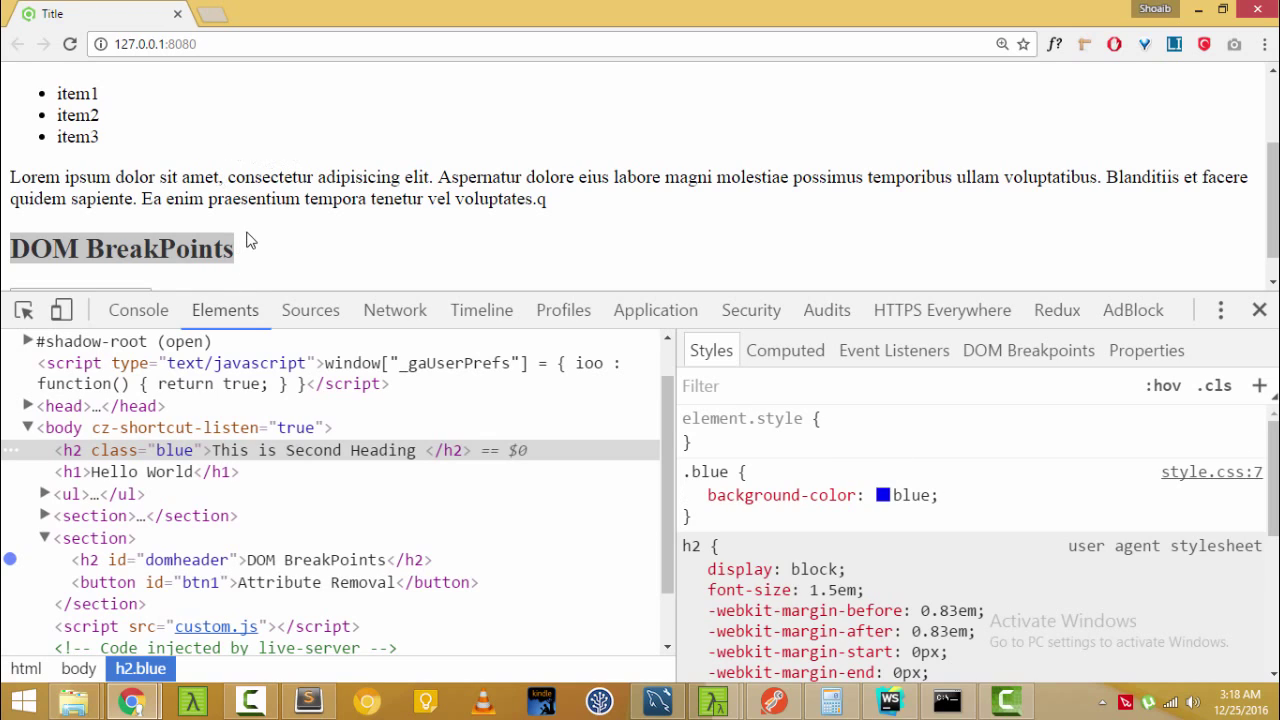 Title
Shoaib
127.0.0.1:8080
f?
LI
item1
item2
item3
Lorem ipsum dolor sit amet, consectetur adipisicing elit. Aspernatur dolore eius labore magni molestiae possimus temporibus ullam voluptatibus. Blanditiis et facere
quidem sapiente. Ea enim praesentium tempora tenetur vel voluptates.q
DOM BreakPoints
Console Elements Sources Network Timeline Profiles Application Security Audits HTTPS Everywhere Redux AdBlock
#shadow-root (open)
<script type="text/javascript">window["_gaUserPrefs"] = { ioo :
function() { return true; } }</script>
<head>…</head>
<body cz-shortcut-listen="true">
<h2 class="blue">This is Second Heading </h2> == $0
<h1>Hello World</h1>
<ul>…</ul>
<section>…</section>
<section>
<h2 id="domheader">DOM BreakPoints</h2>
<button id="btn1">Attribute Removal</button>
</section>
<script src="custom.js"></script>
<!-- Code injected by live-server -->
html body h2.blue
Styles Computed Event Listeners DOM Breakpoints Properties
Filter :hov .cls +
element.style {
}
.blue { style.css:7
background-color: blue;
}
h2 { user agent stylesheet
display: block;
font-size: 1.5em;
-webkit-margin-before: 0.83em;
-webkit-margin-after: 0.83em;
-webkit-margin-start: 0px;
-webkit-margin-end: 0px;
Activate Windows
Go to PC settings to activate Windows.
kindle
WS
3:18 AM
12/25/2016